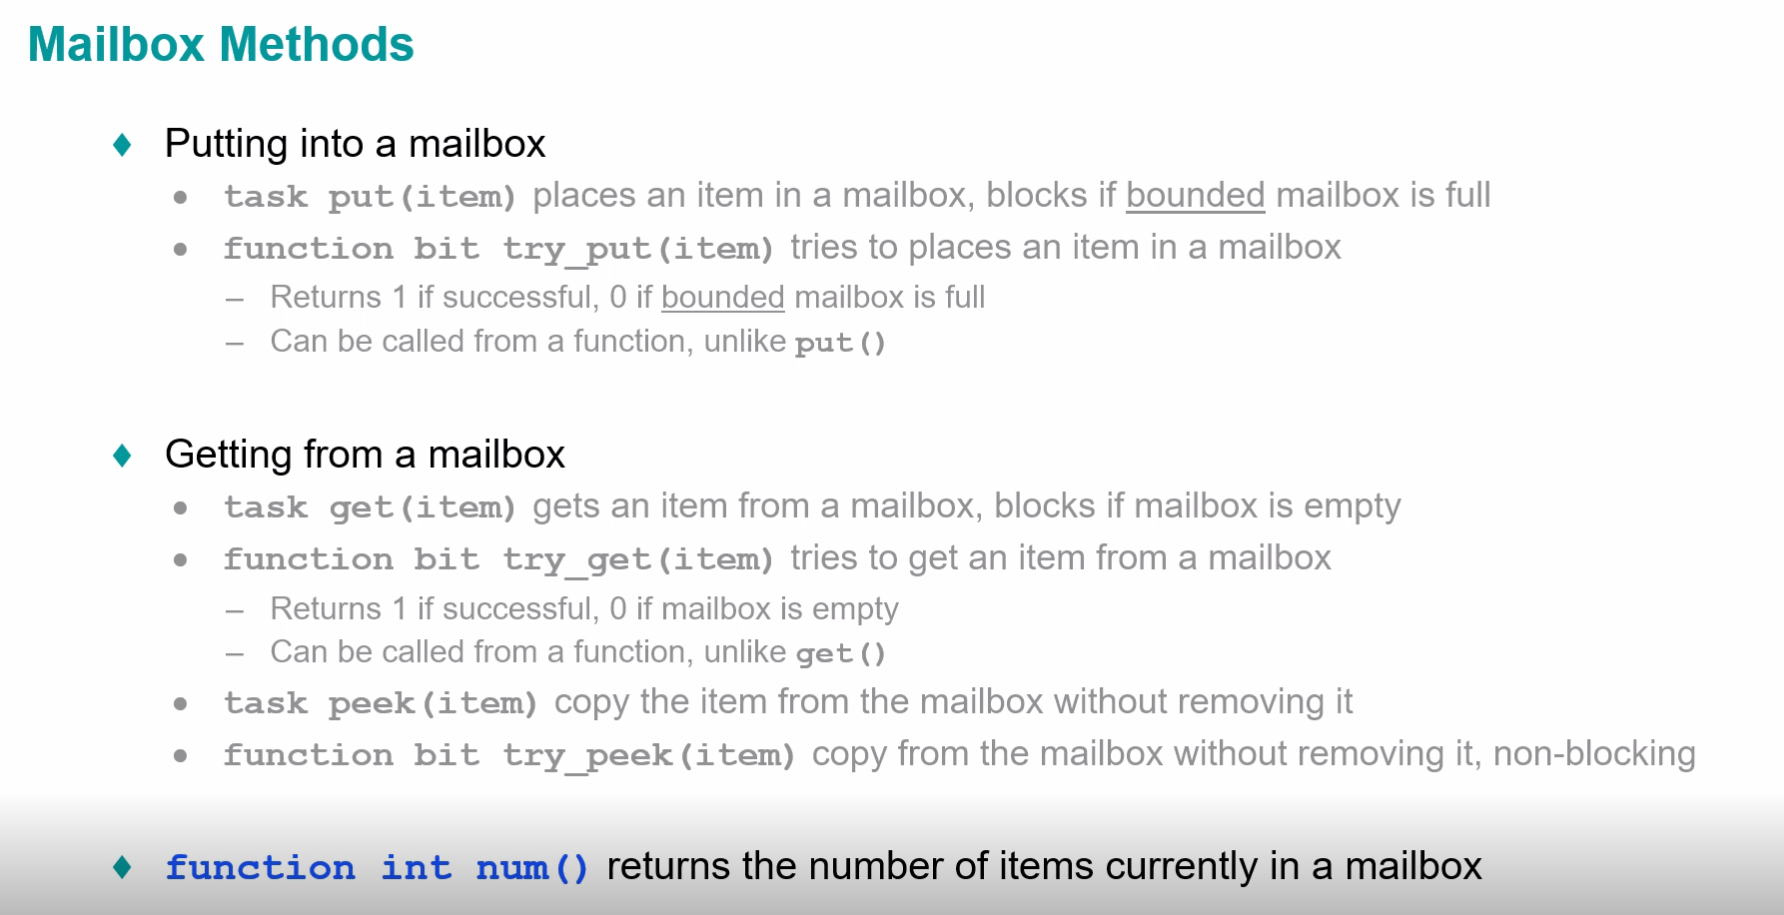 Mailbox Methods
♦ Putting into a mailbox
● task put(item) places an item in a mailbox, blocks if bounded mailbox is full
● function bit try_put(item) tries to places an item in a mailbox
– Returns 1 if successful, 0 if bounded mailbox is full
– Can be called from a function, unlike put()
♦ Getting from a mailbox
● task get(item) gets an item from a mailbox, blocks if mailbox is empty
● function bit try_get(item) tries to get an item from a mailbox
– Returns 1 if successful, 0 if mailbox is empty
– Can be called from a function, unlike get()
● task peek(item) copy the item from the mailbox without removing it
● function bit try_peek(item) copy from the mailbox without removing it, non-blocking
♦ function int num() returns the number of items currently in a mailbox